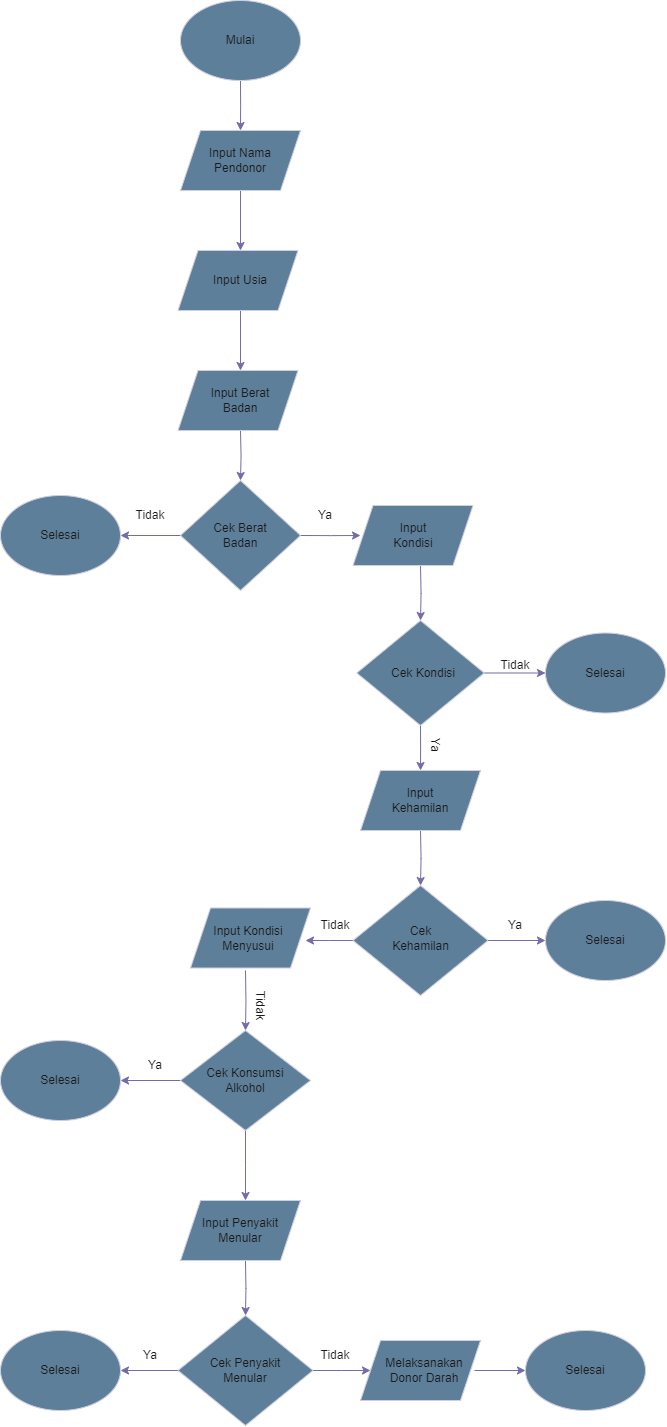 Mulai
Input Nama
Pendonor
Input Usia
Input Berat
Badan
Cek Berat
Badan
Tidak
Selesai
Ya
Input
Kondisi
Cek Kondisi
Tidak
Selesai
Ya
Input
Kehamilan
Cek
Kehamilan
Ya
Selesai
Tidak
Input Kondisi
Menyusui
Tidak
Cek Konsumsi
Alkohol
Ya
Selesai
Input Penyakit
Menular
Cek Penyakit
Menular
Ya
Selesai
Tidak
Melaksanakan
Donor Darah
Selesai